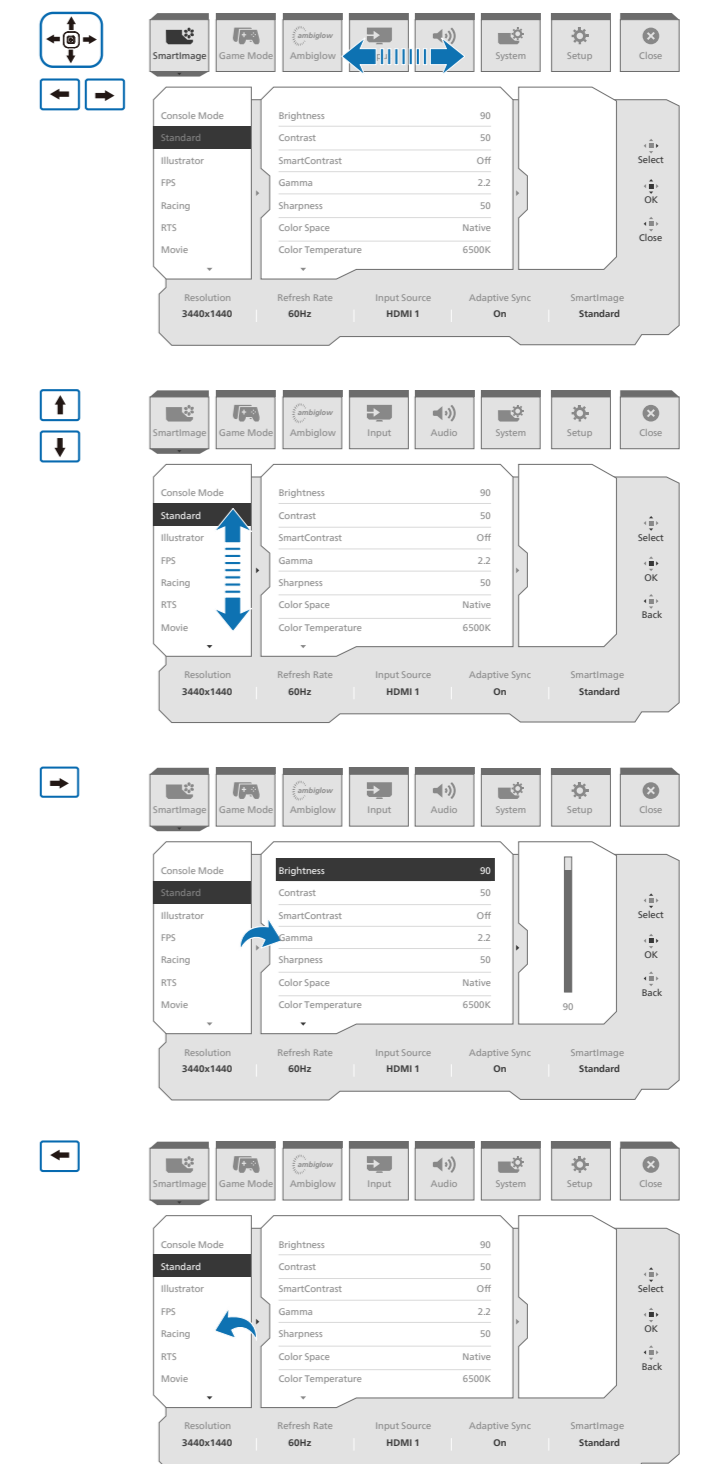 ambiglow
SmartImage Game Mode Ambiglow System Setup Close
Console Mode Brightness 90
Standard Contrast 50
Illustrator SmartContrast Off Select
FPS Gamma 2.2
Racing Sharpness 50 OK
RTS Color Space Native
Close
Movie Color Temperature 6500K
Resolution Refresh Rate Input Source Adaptive Sync SmartImage
3440x1440 60Hz HDMI 1 On Standard
ambiglow
SmartImage Game Mode Ambiglow Input Audio System Setup Close
Console Mode Brightness 90
Standard Contrast 50
Illustrator SmartContrast Off Select
FPS Gamma 2.2
Racing Sharpness 50 OK
RTS Color Space Native
Back
Movie Color Temperature 6500K
Resolution Refresh Rate Input Source Adaptive Sync SmartImage
3440x1440 60Hz HDMI 1 On Standard
ambiglow
SmartImage Game Mode Ambiglow Input Audio System Setup Close
Console Mode Brightness 90
Standard Contrast 50
Illustrator SmartContrast Off Select
FPS Gamma 2.2
Racing Sharpness 50 OK
RTS Color Space Native
Back
Movie Color Temperature 6500K 90
Resolution Refresh Rate Input Source Adaptive Sync SmartImage
3440x1440 60Hz HDMI 1 On Standard
ambiglow
SmartImage Game Mode Ambiglow Input Audio System Setup Close
Console Mode Brightness 90
Standard Contrast 50
Illustrator SmartContrast Off Select
FPS Gamma 2.2
Racing Sharpness 50 OK
RTS Color Space Native
Back
Movie Color Temperature 6500K
Resolution Refresh Rate Input Source Adaptive Sync SmartImage
3440x1440 60Hz HDMI 1 On Standard